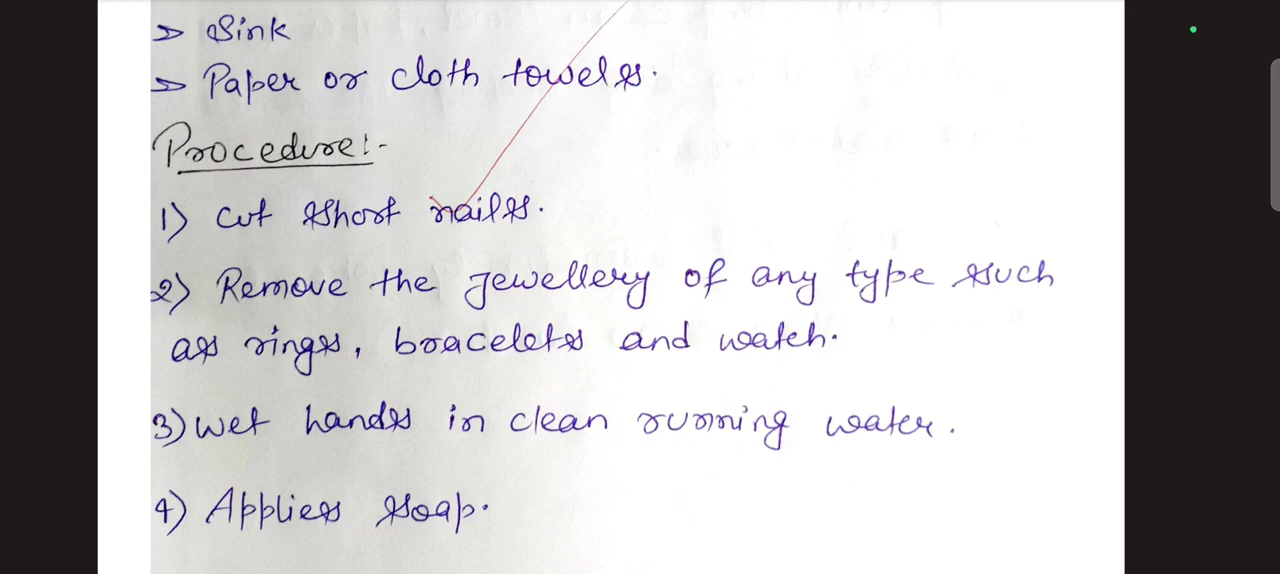 > Sink
> Paper or cloth towels.
Procedure:-
1) Cut short nails.
2) Remove the Jewellery of any type such
as rings, bracelets and watch.
3) Wet hands in clean running water.
4) Applies soap.